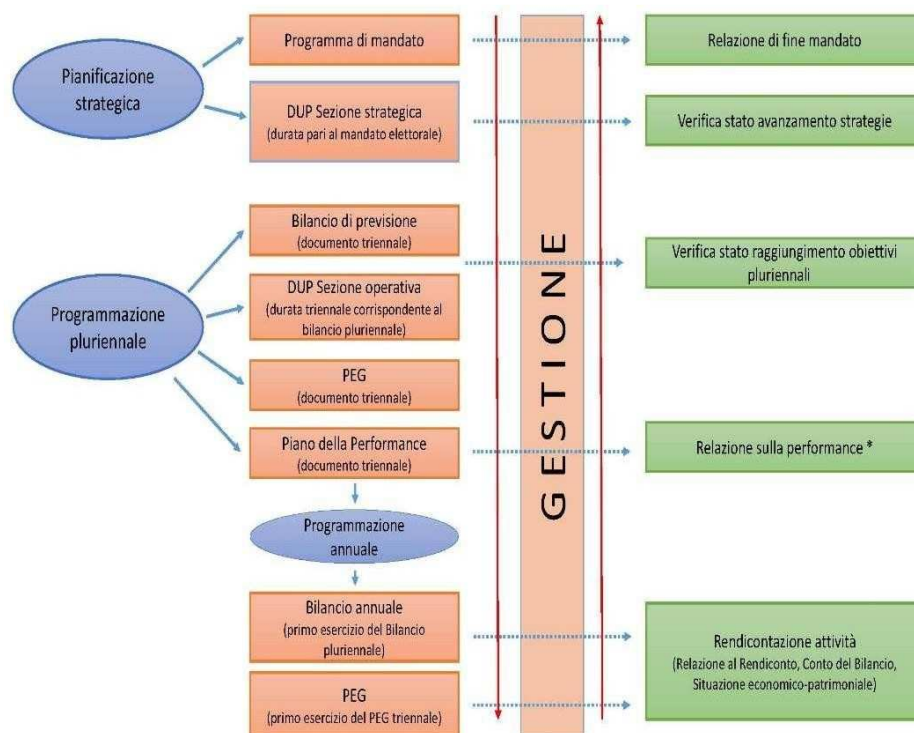 Pianificazione
strategica
Programma di mandato
Relazione di fine mandato
DUP Sezione strategica
(durata pari al mandato elettorale)
Verifica stato avanzamento strategie
GESTIONE
Programmazione
pluriennale
Bilancio di previsione
(documento triennale)
DUP Sezione operativa
(durata triennale corrispondente al
bilancio pluriennale)
Verifica stato raggiungimento obiettivi
pluriennali
PEG
(documento triennale)
Piano della Performance
(documento triennale)
Relazione sulla performance *
Programmazione
annuale
Bilancio annuale
(primo esercizio del Bilancio
pluriennale)
PEG
(primo esercizio del PEG triennale)
Rendicontazione attività
(Relazione al Rendiconto, Conto del Bilancio,
Situazione economico-patrimoniale)